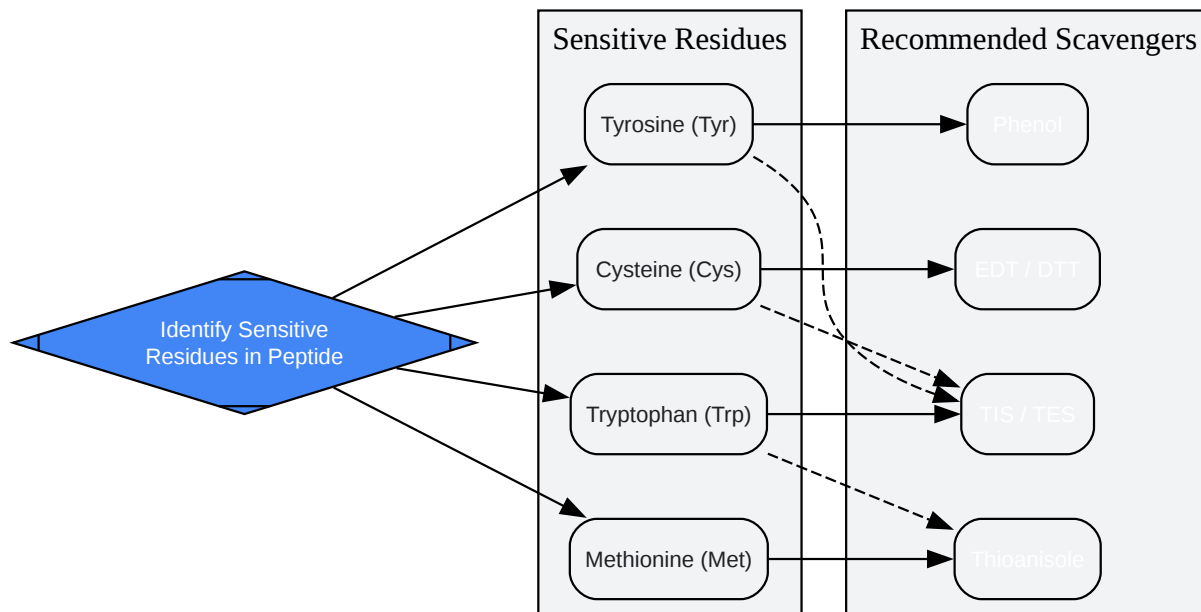 Sensitive Residues
Recommended Scavengers
Tyrosine (Tyr)
Phenol
Cysteine (Cys)
EDT / DTT
Identify Sensitive
Residues in Peptide
Tryptophan (Trp)
TIS / TES
Methionine (Met)
Thioanisole